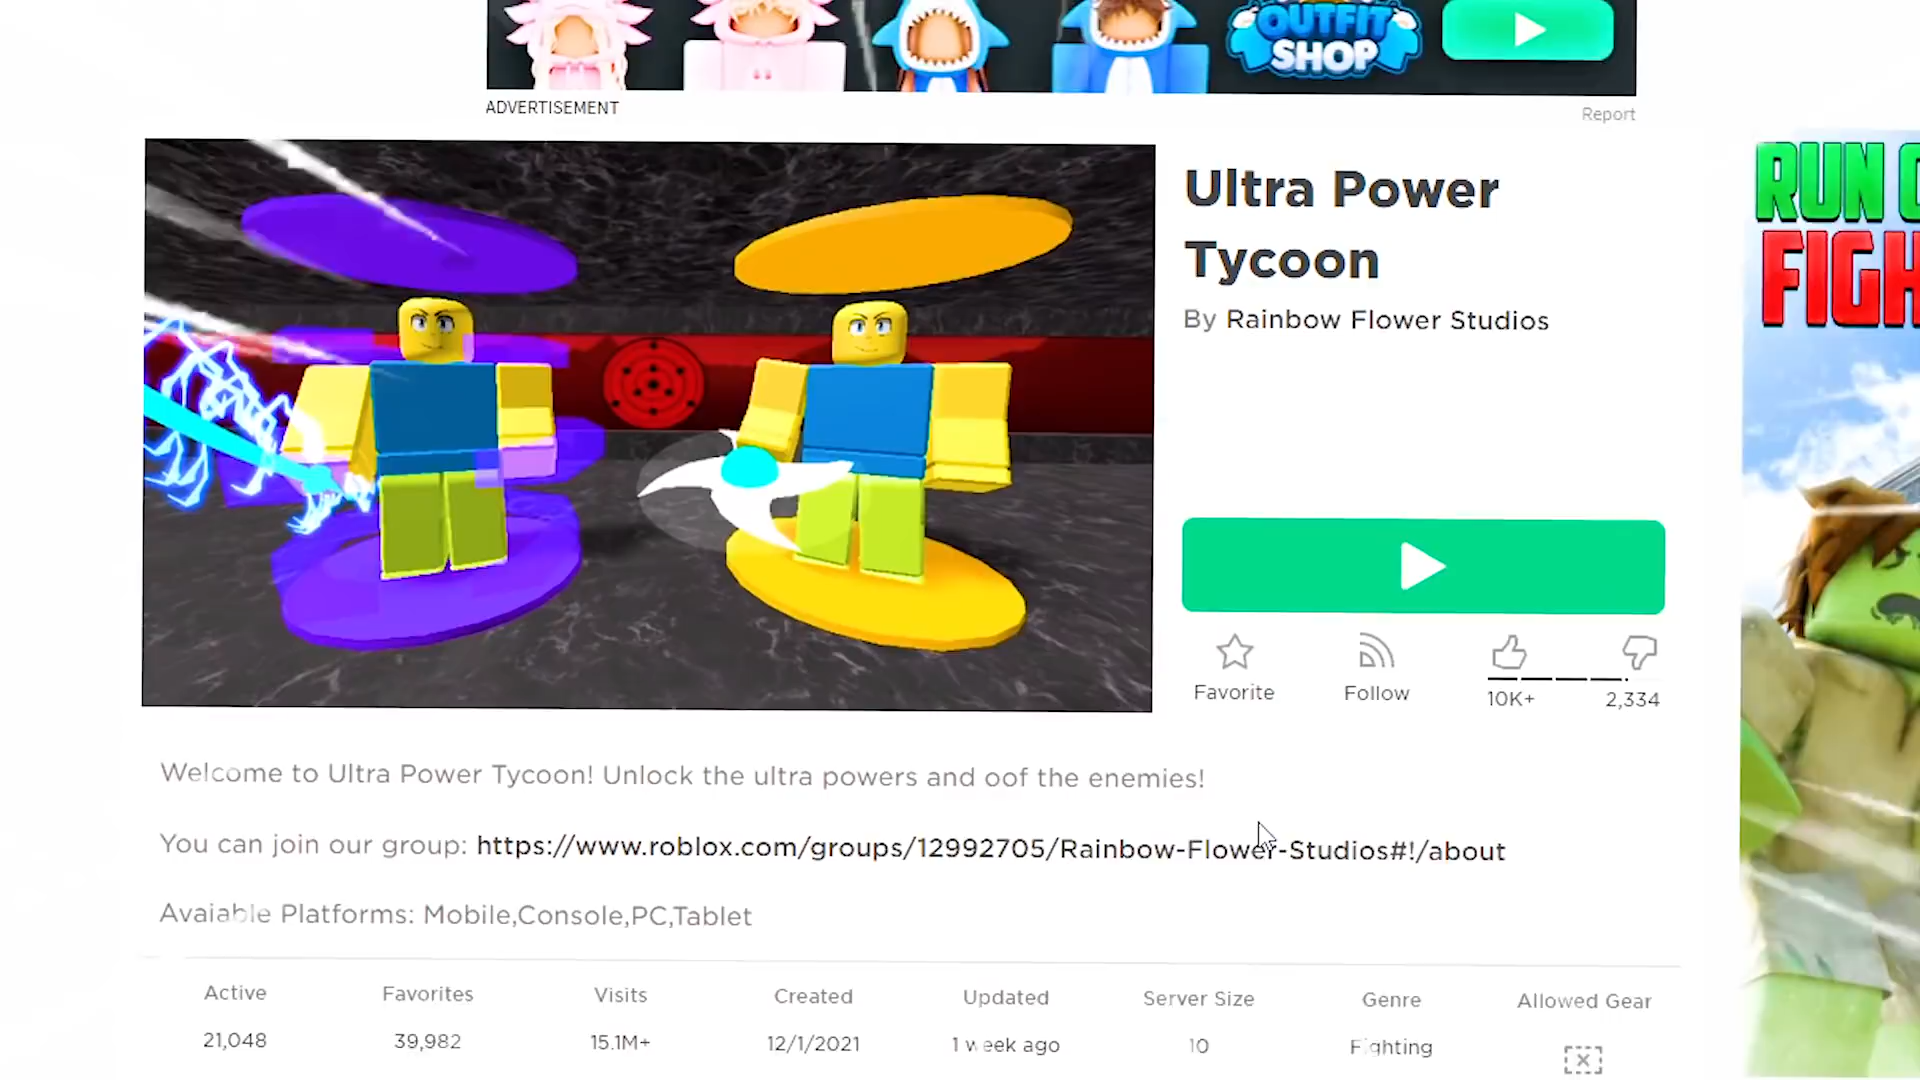 OUTFIT
SHOP
ADVERTISEMENT
Report
Ultra Power
Tycoon
By Rainbow Flower Studios
RUN
FIGH
Favorite
Follow
10K+
2,334
Welcome to Ultra Power Tycoon! Unlock the ultra powers and oof the enemies!
You can join our group: https://www.roblox.com/groups/12992705/Rainbow-Flower-Studios#!/about
Avaiable Platforms: Mobile,Console,PC,Tablet
Active Favorites Visits Created Updated Server Size Genre Allowed Gear
21,048 39,982 15.1M+ 12/1/2021 1 week ago 10 Fighting